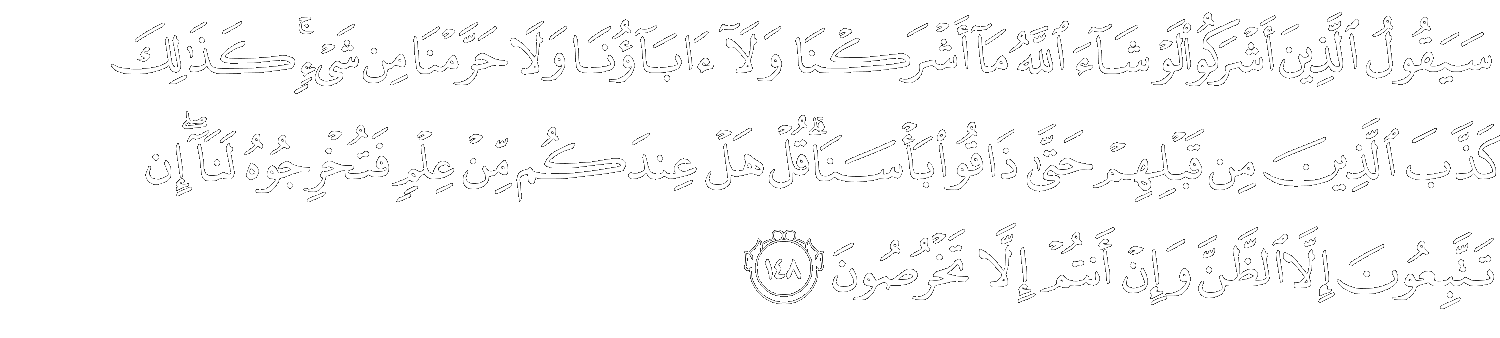 سَيَقُولُ ٱلَّذِينَ أَشْرَكُوا۟ لَوْ شَآءَ ٱللَّهُ مَآ أَشْرَكْنَا وَلَآ ءَابَآؤُنَا وَلَا حَرَّمْنَا مِن شَىْءٍ ۚ كَذَٰلِكَ
كَذَّبَ ٱلَّذِينَ مِن قَبْلِهِمْ حَتَّىٰ ذَاقُوا۟ بَأْسَنَا ۗ قُلْ هَلْ عِندَكُم مِّنْ عِلْمٍ فَتُخْرِجُوهُ لَنَآ ۖ إِن
تَتَّبِعُونَ إِلَّا ٱلظَّنَّ وَإِنْ أَنتُمْ إِلَّا تَخْرُصُونَ ١٤٨